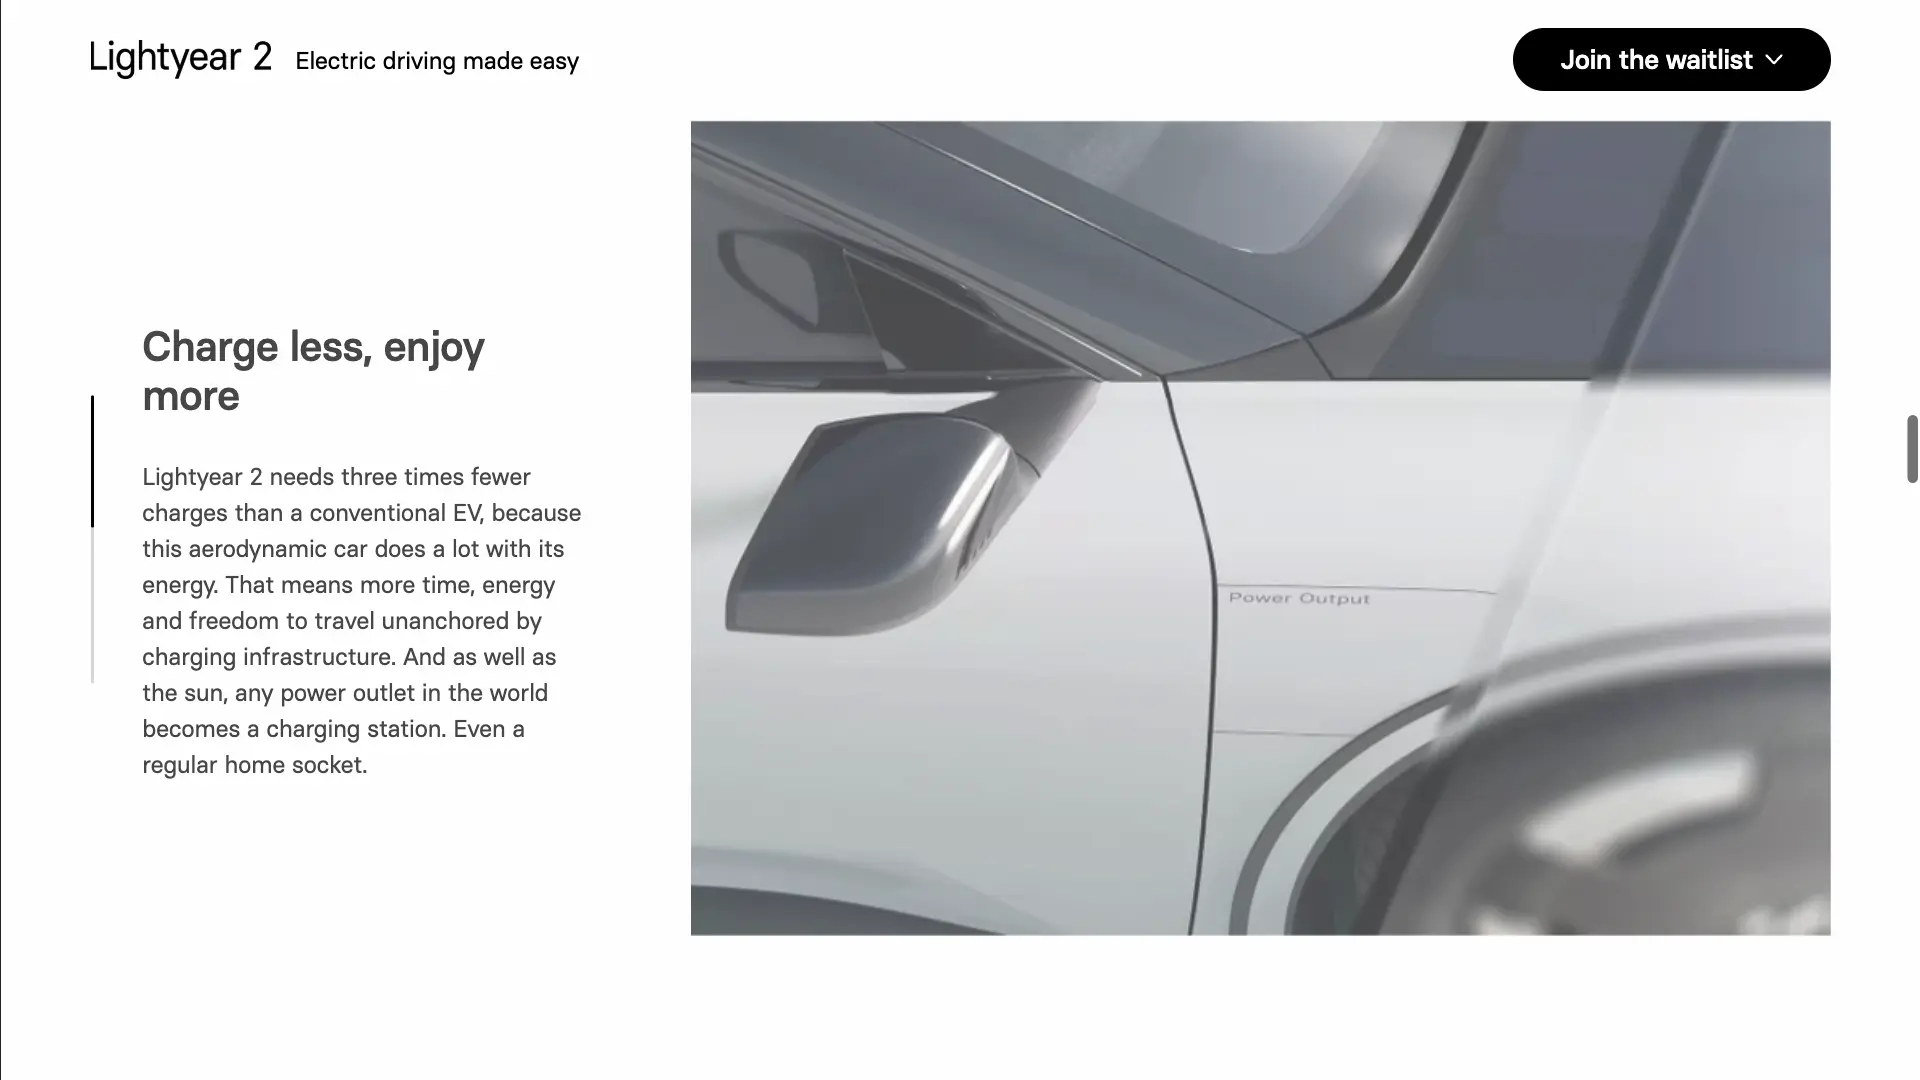 Lightyear 2 Electric driving made easy
Join the waitlist
Charge less, enjoy
more
Lightyear 2 needs three times fewer
charges than a conventional EV, because
this aerodynamic car does a lot with its
energy. That means more time, energy
and freedom to travel unanchored by
charging infrastructure. And as well as
the sun, any power outlet in the world
becomes a charging station. Even a
regular home socket.
Power Output